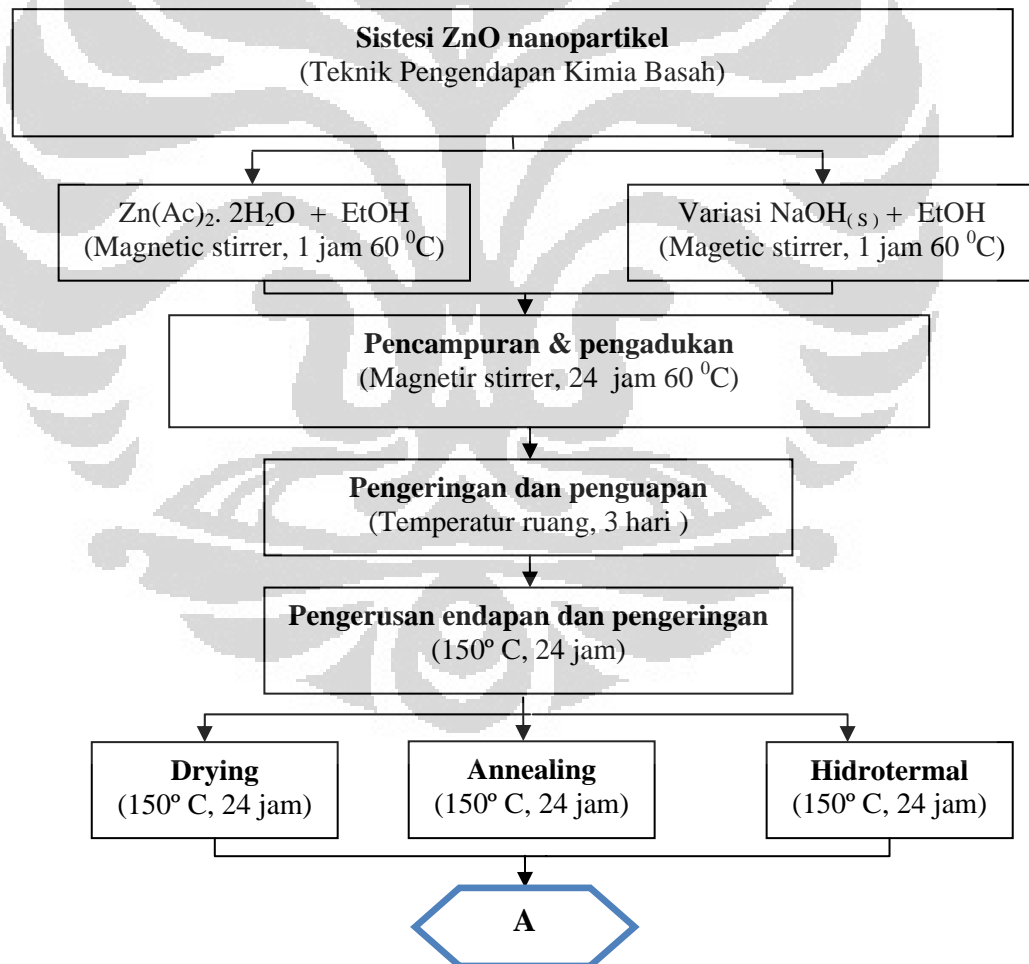 Sistesi ZnO nanopartikel
(Teknik Pengendapan Kimia Basah)
Zn(Ac)₂. 2H₂O + EtOH
(Magnetic stirrer, 1 jam 60 ⁰C)
Variasi NaOH₍ₛ₎ + EtOH
(Magetic stirrer, 1 jam 60 ⁰C)
Pencampuran & pengadukan
(Magnetir stirrer, 24 jam 60 ⁰C)
Pengeringan dan penguapan
(Temperatur ruang, 3 hari )
Pengerusan endapan dan pengeringan
(150º C, 24 jam)
Drying
(150º C, 24 jam)
Annealing
(150º C, 24 jam)
Hidrotermal
(150º C, 24 jam)
A